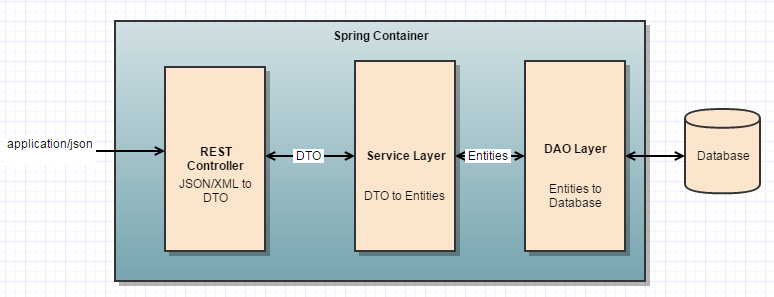 Spring Container
application/json
REST
Controller
JSON/XML to
DTO
DTO
Service Layer
DTO to Entities
Entities
DAO Layer
Entities to
Database
Database